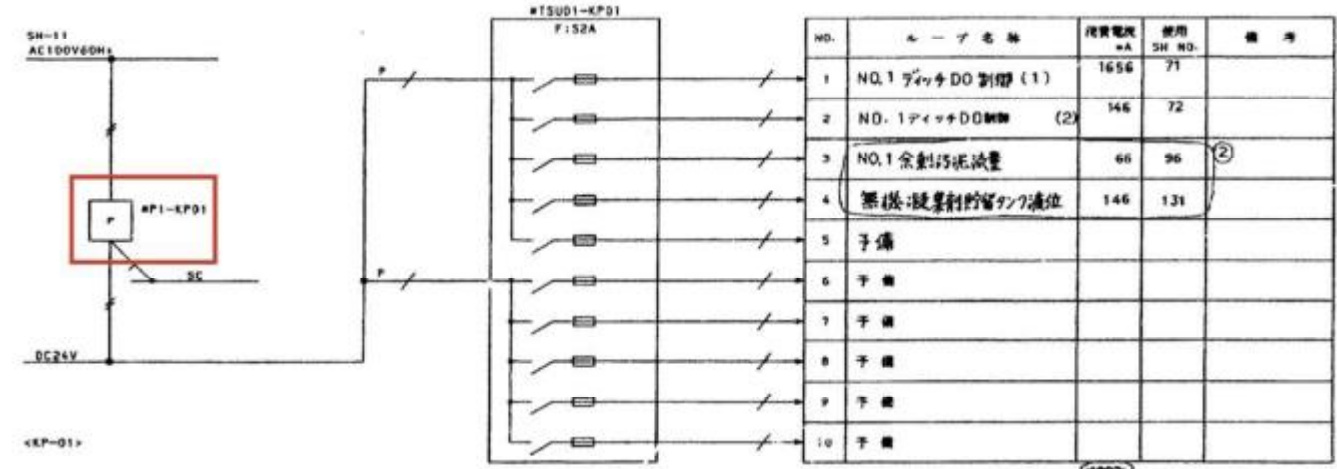 #TSUD1-KP01
F:S2A
SH-11
AC100V60Hz
P
#P1-KP01
P
SC
P
DC24V
<KP-01>
NO. ループ名称 消費電流 mA 使用 SH NO. 備考
1 NO.1 ディッチDO制御(1) 1656 71
2 NO.1ディッチDO制御 (2) 146 72
3 NO.1 余剰汚泥流量 66 96 ②
4 無機凝集剤貯留タンク液位 146 131
5 予備
6 予備
7 予備
8 予備
9 予備
10 予備